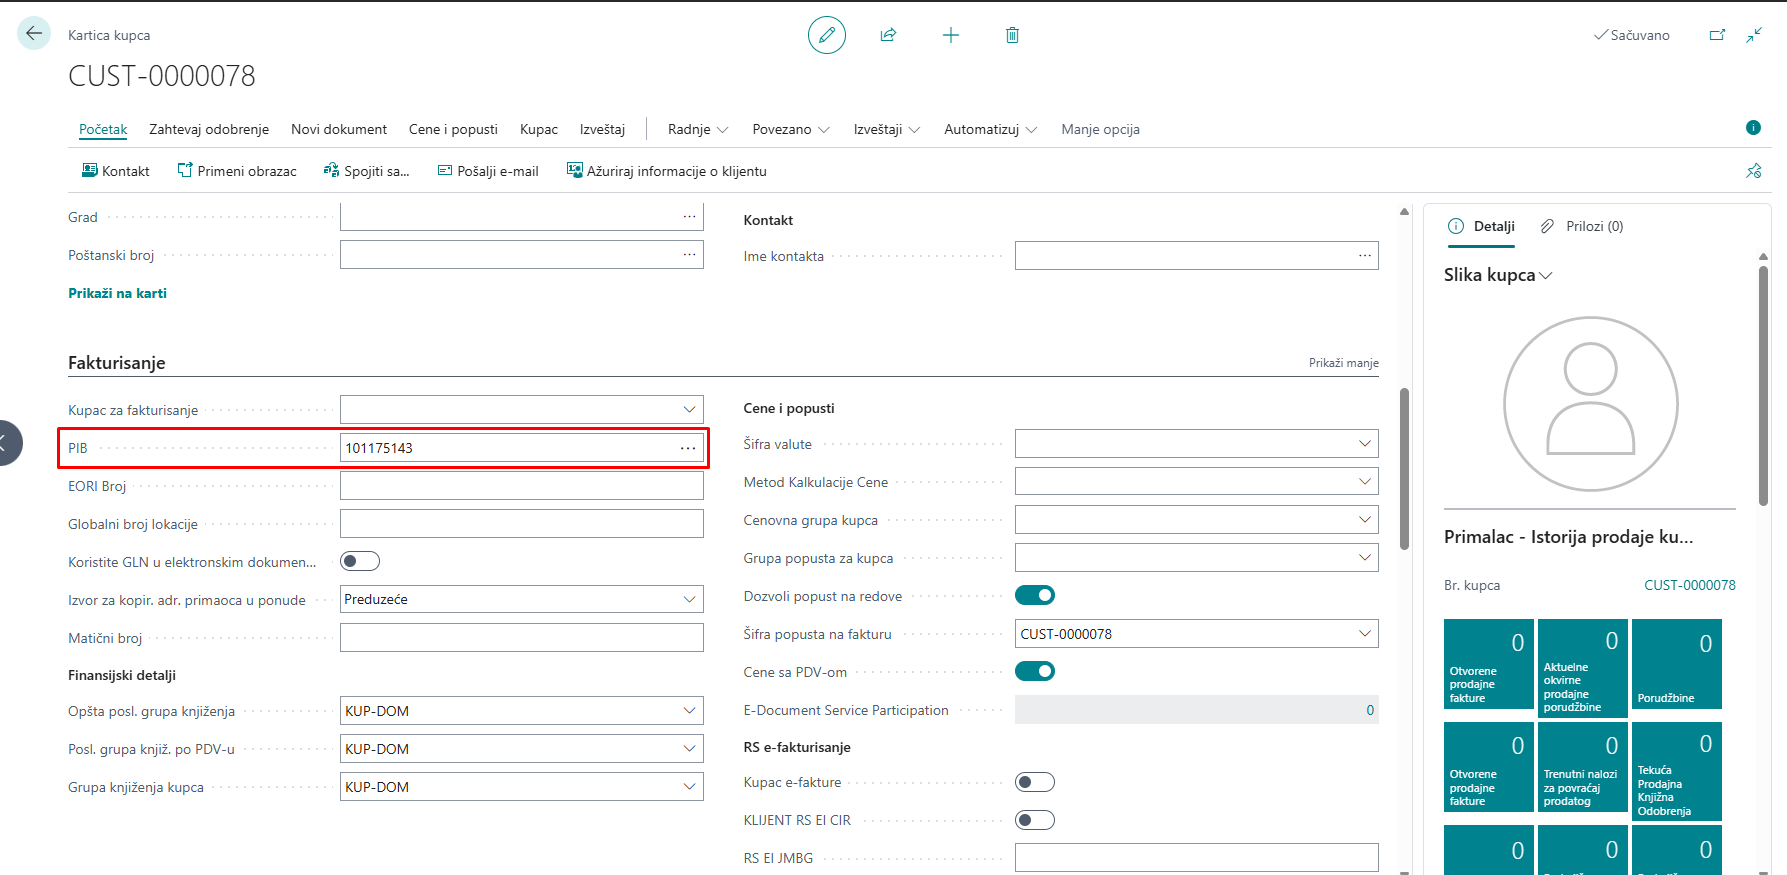 Kartica kupca
Sačuvano
CUST-0000078
Početak
Zahtevaj odobrenje
Novi dokument
Cene i popusti
Kupac
Izveštaj
Radnje
Povezano
Izveštaji
Automatizuj
Manje opcija
Kontakt
Primeni obrazac
Spojiti sa...
Pošalji e-mail
Ažuriraj informacije o klijentu
Grad
Poštanski broj
Prikaži na karti
Kontakt
Ime kontakta
Fakturisanje
Prikaži manje
Kupac za fakturisanje
PIB
101175143
EORI Broj
Globalni broj lokacije
Koristite GLN u elektronskim dokumen...
Izvor za kopir. adr. primaoca u ponude
Preduzeće
Matični broj
Finansijski detalji
Opšta posl. grupa knjiženja
KUP-DOM
Posl. grupa knjiž. po PDV-u
KUP-DOM
Grupa knjiženja kupca
KUP-DOM
Cene i popusti
Šifra valute
Metod Kalkulacije Cene
Cenovna grupa kupca
Grupa popusta za kupca
Dozvoli popust na redove
Šifra popusta na fakturu
CUST-0000078
Cene sa PDV-om
E-Document Service Participation
0
RS e-fakturisanje
Kupac e-fakture
KLIJENT RS EI CIR
RS EI JMBG
Detalji
Prilozi (0)
Slika kupca
Primalac - Istorija prodaje ku...
Br. kupca
CUST-0000078
0
Otvorene
prodajne
fakture
0
Aktuelne
okvirne
prodajne
porudžbine
0
Porudžbine
0
Otvorene
prodajne
fakture
0
Trenutni nalozi
za povraćaj
prodatog
0
Tekuća
Prodajna
Knjižna
Odobrenja
0
0
0